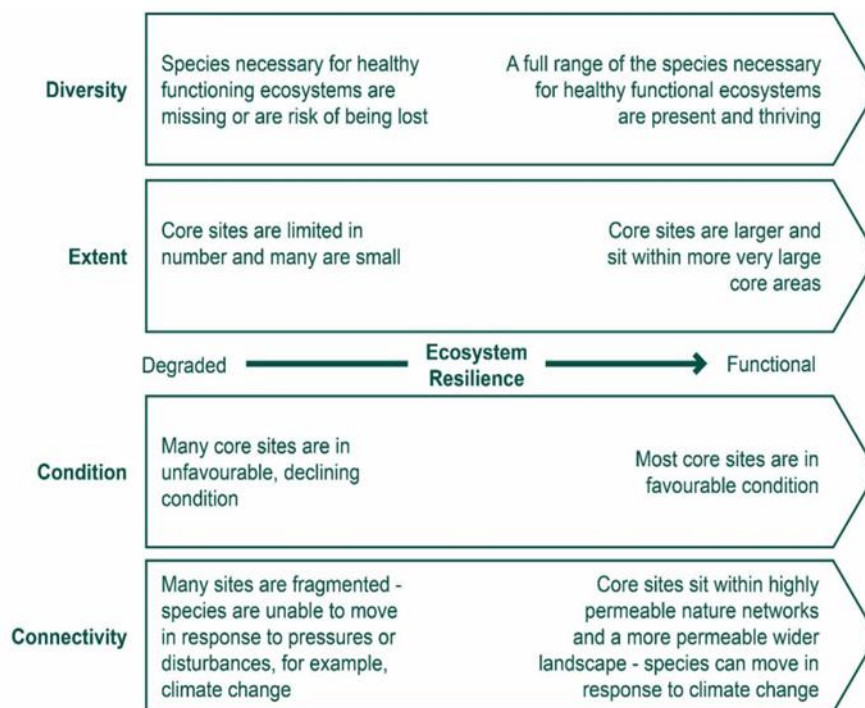 Diversity
Species necessary for healthy
functioning ecosystems are
missing or are risk of being lost
A full range of the species necessary
for healthy functional ecosystems
are present and thriving
Extent
Core sites are limited in
number and many are small
Core sites are larger and
sit within more very large
core areas
Degraded
Ecosystem
Resilience
Functional
Condition
Many core sites are in
unfavourable, declining
condition
Most core sites are in
favourable condition
Connectivity
Many sites are fragmented -
species are unable to move
in response to pressures or
disturbances, for example,
climate change
Core sites sit within highly
permeable nature networks
and a more permeable wider
landscape - species can move in
response to climate change